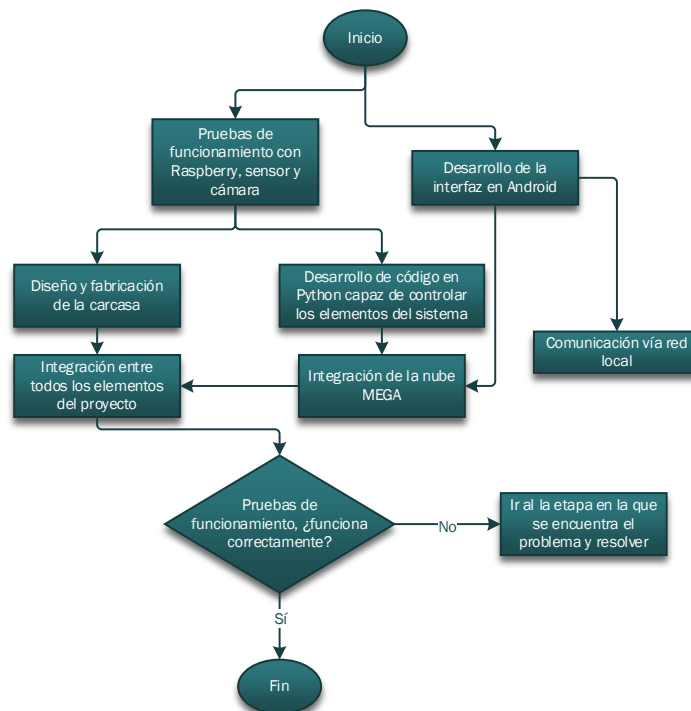 Inicio
Pruebas de
funcionamiento con
Raspberry, sensor y
cámara
Desarrollo de la
interfaz en Android
Diseño y fabricación
de la carcasa
Desarrollo de código en
Python capaz de controlar
los elementos del sistema
Comunicación vía red
local
Integración entre
todos los elementos
del proyecto
Integración de la nube
MEGA
Pruebas de
funcionamiento, ¿funciona
correctamente?
No
Ir al la etapa en la que
se encuentra el
problema y resolver
Sí
Fin